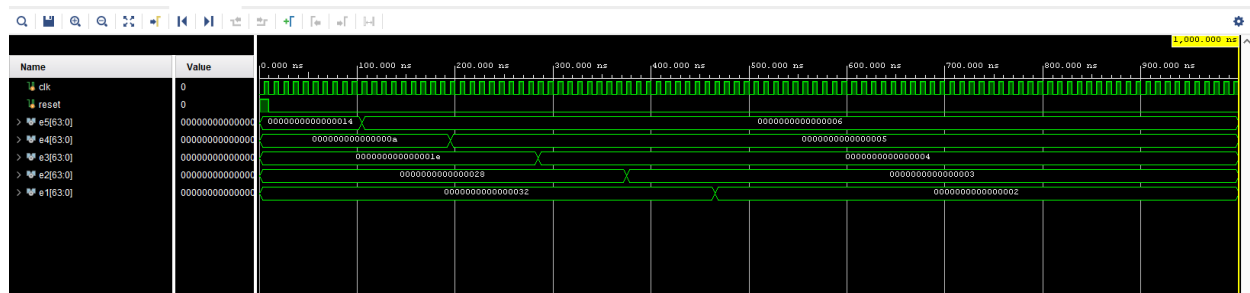 1,000.000 ns
Name Value 0.000 ns 100.000 ns 200.000 ns 300.000 ns 400.000 ns 500.000 ns 600.000 ns 700.000 ns 800.000 ns 900.000 ns
clk 0
reset 0
> e5[63:0] 00000000000000 0000000000000014 0000000000000006
> e4[63:0] 00000000000000 000000000000000a 0000000000000005
> e3[63:0] 00000000000000 000000000000001e 0000000000000004
> e2[63:0] 00000000000000 0000000000000028 0000000000000003
> e1[63:0] 00000000000000 0000000000000032 0000000000000002